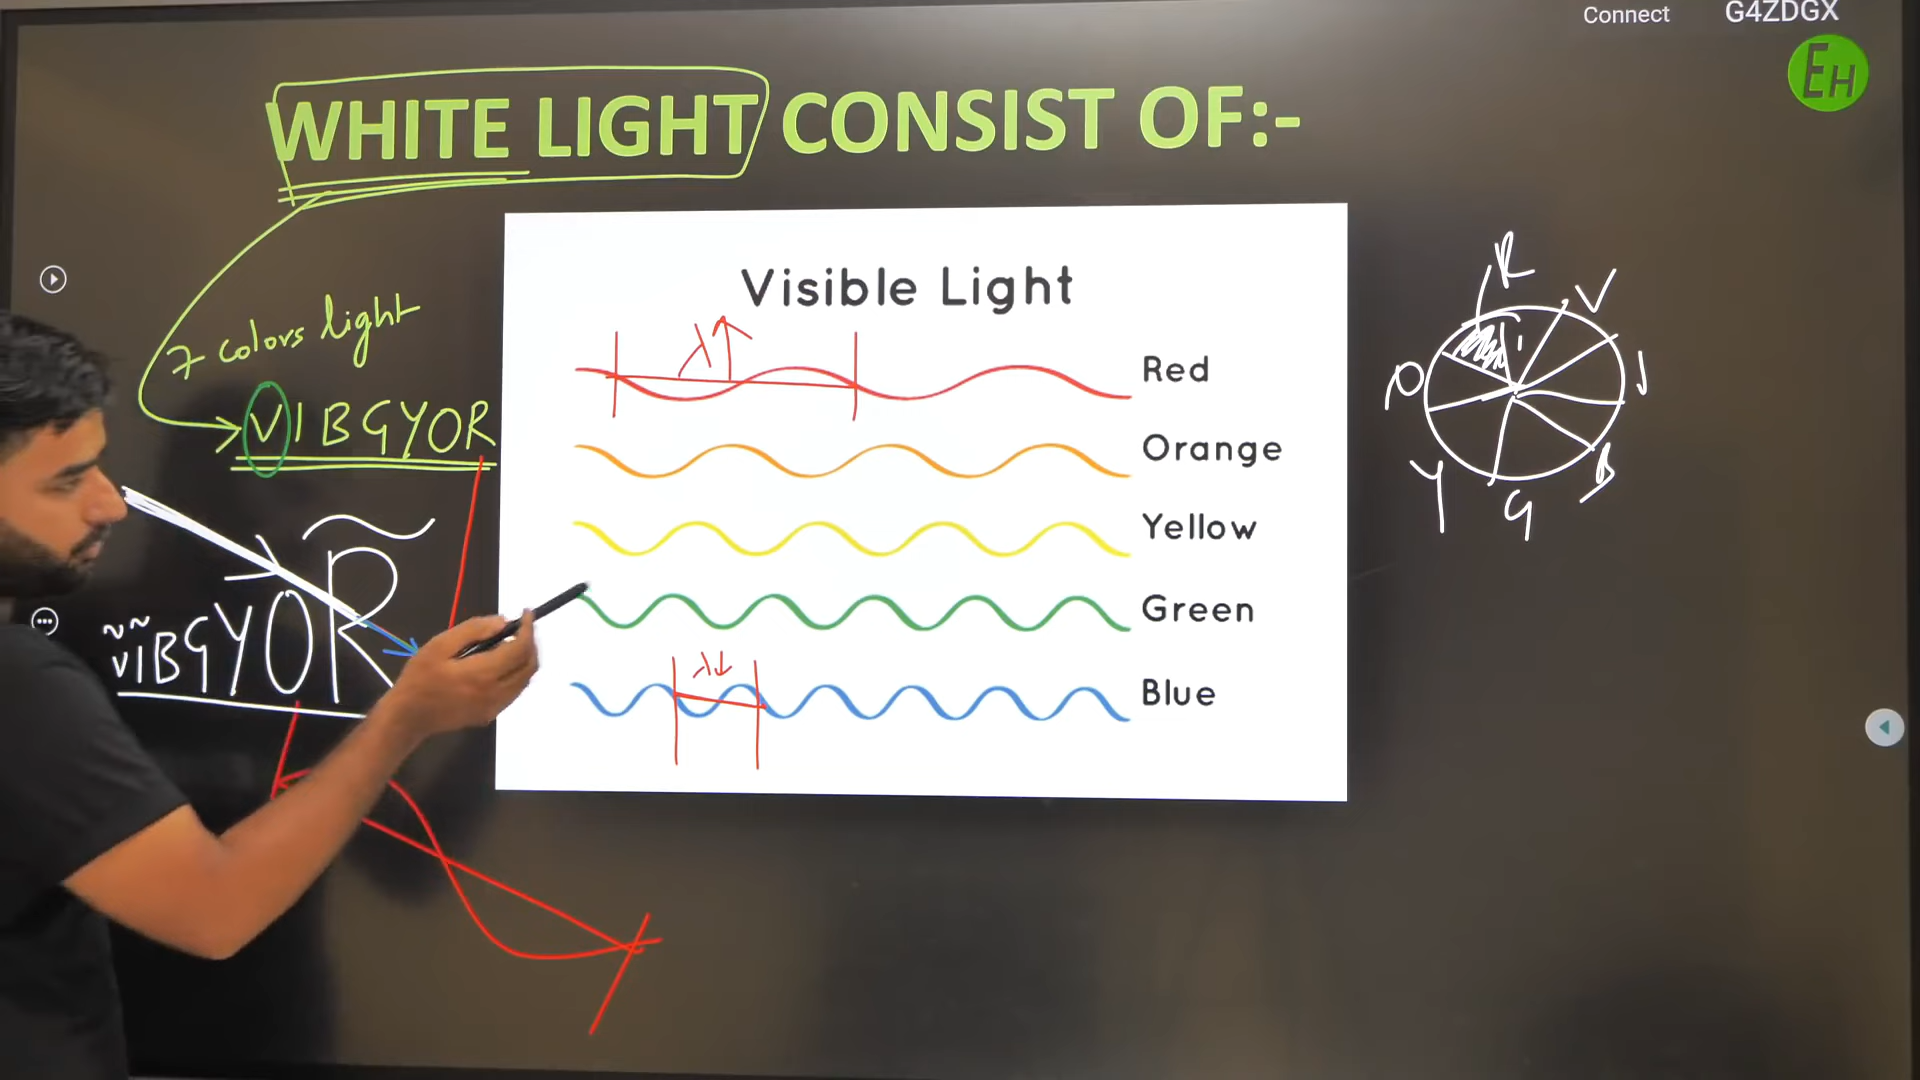 Connect G4ZDGX
EH
WHITE LIGHT CONSIST OF:-
7 colors light
VIBGYOR
VIBGYOR
Visible Light
λ↑
Red
Orange
Yellow
Green
λ↓
Blue
R
V
I
B
G
Y
O